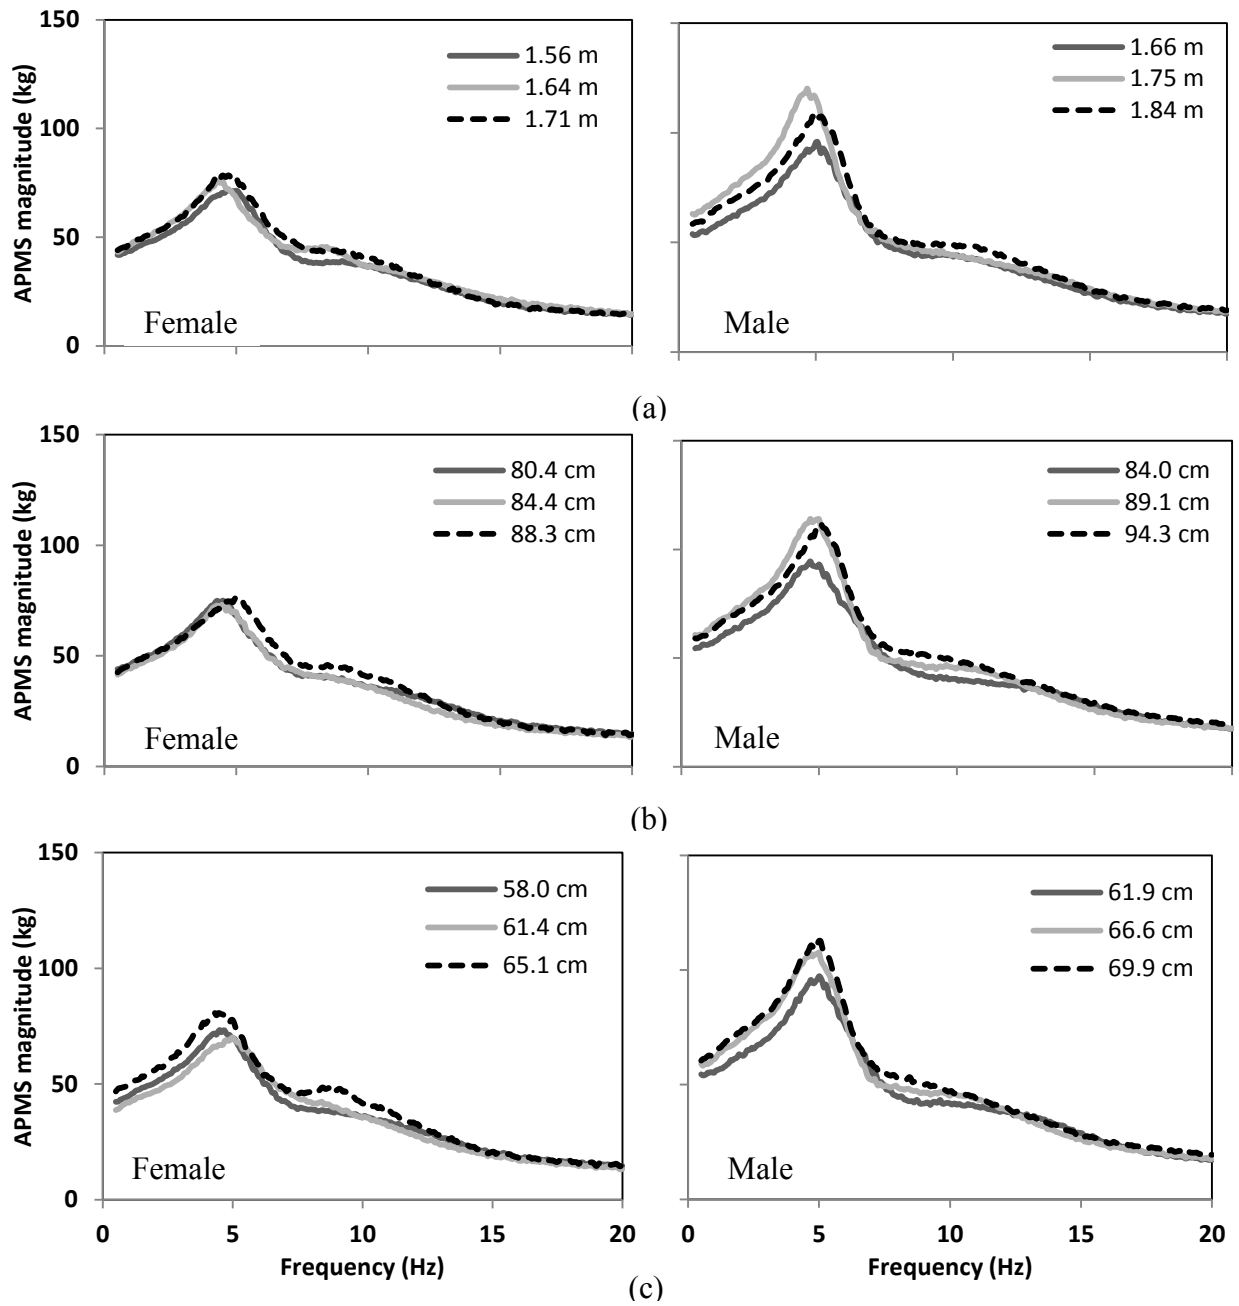 150
100
50
0
APMS magnitude (kg)
1.56 m
1.64 m
1.71 m
Female
1.66 m
1.75 m
1.84 m
Male
(a)
150
100
50
0
APMS magnitude (kg)
80.4 cm
84.4 cm
88.3 cm
Female
84.0 cm
89.1 cm
94.3 cm
Male
(b)
150
100
50
0
APMS magnitude (kg)
58.0 cm
61.4 cm
65.1 cm
Female
0 5 10 15 20
Frequency (Hz)
61.9 cm
66.6 cm
69.9 cm
Male
0 5 10 15 20
Frequency (Hz)
(c)